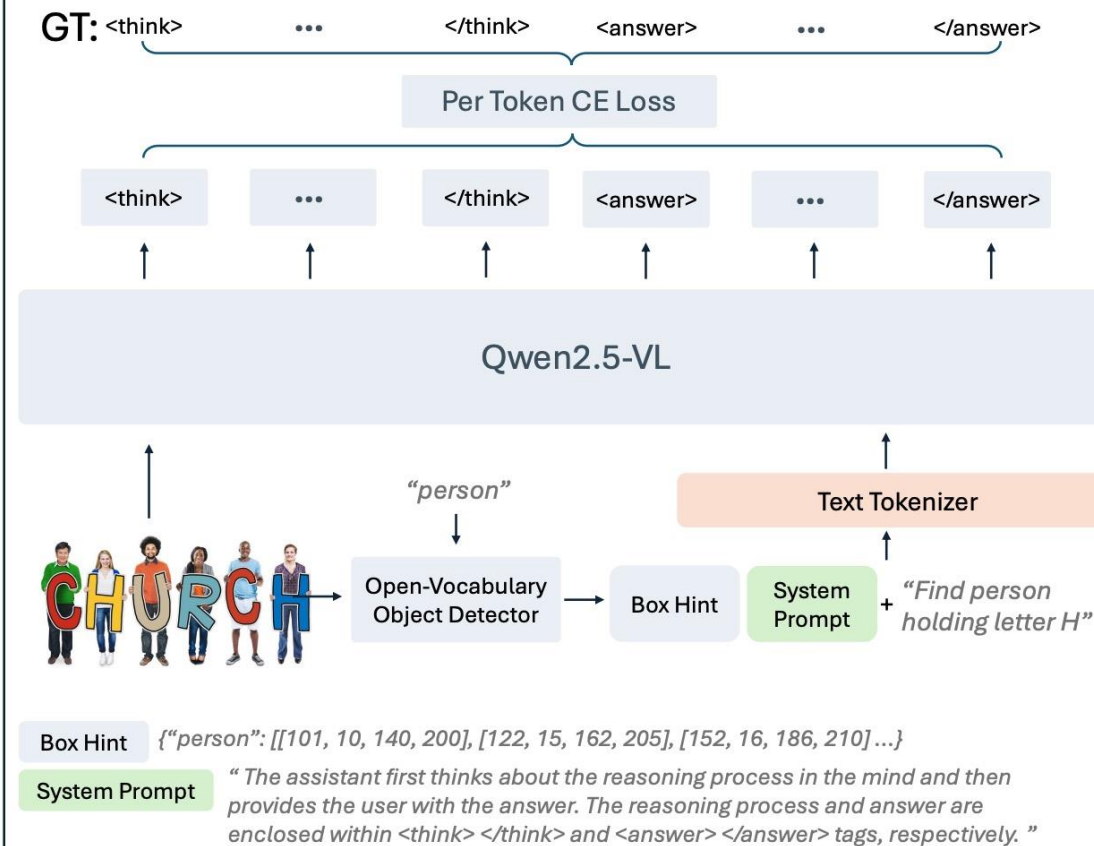 GT: <think> ... </think> <answer> ... </answer>
Per Token CE Loss
<think> ... </think> <answer> ... </answer>
Qwen2.5-VL
“person”
Text Tokenizer
CHURCH
Open-Vocabulary
Object Detector
Box Hint
System
Prompt
+ “Find person
holding letter H”
Box Hint {“person”: [[101, 10, 140, 200], [122, 15, 162, 205], [152, 16, 186, 210] ...}
System Prompt “ The assistant first thinks about the reasoning process in the mind and then
provides the user with the answer. The reasoning process and answer are
enclosed within <think> </think> and <answer> </answer> tags, respectively. ”